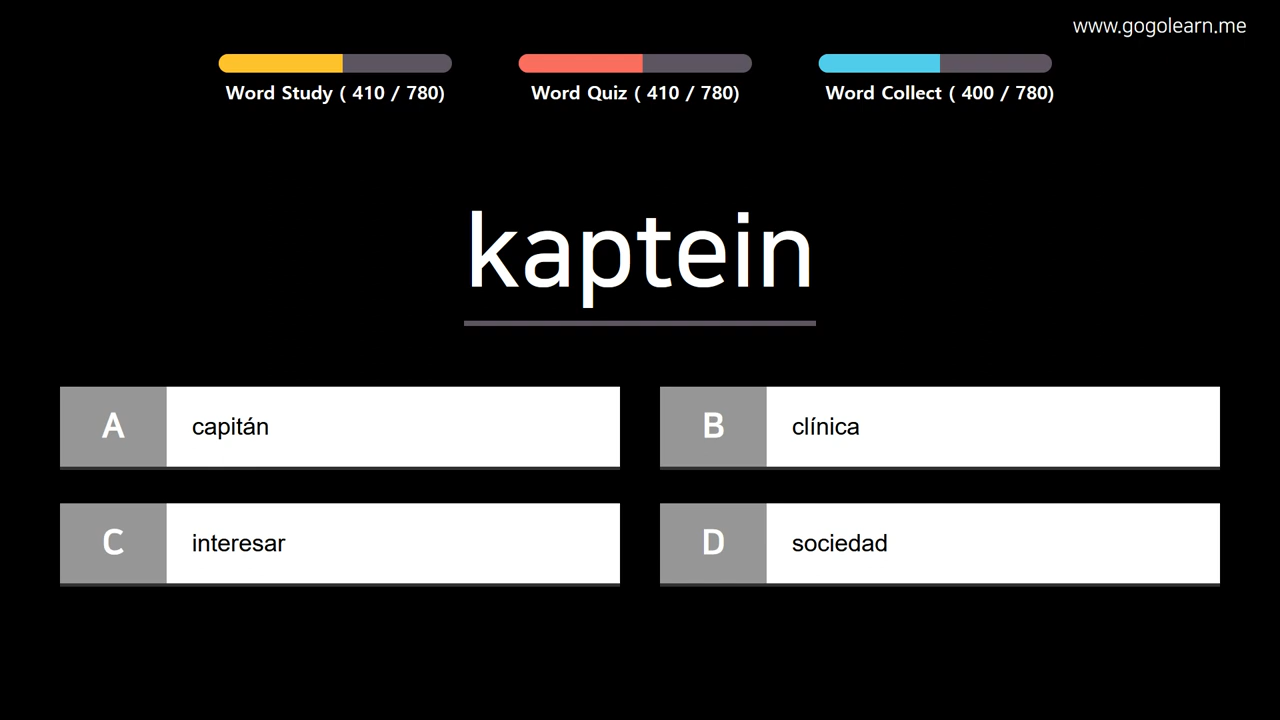 www.gogolearn.me
Word Study ( 410 / 780)
Word Quiz ( 410 / 780)
Word Collect ( 400 / 780)
kaptein
A capitán
B clínica
C interesar
D sociedad